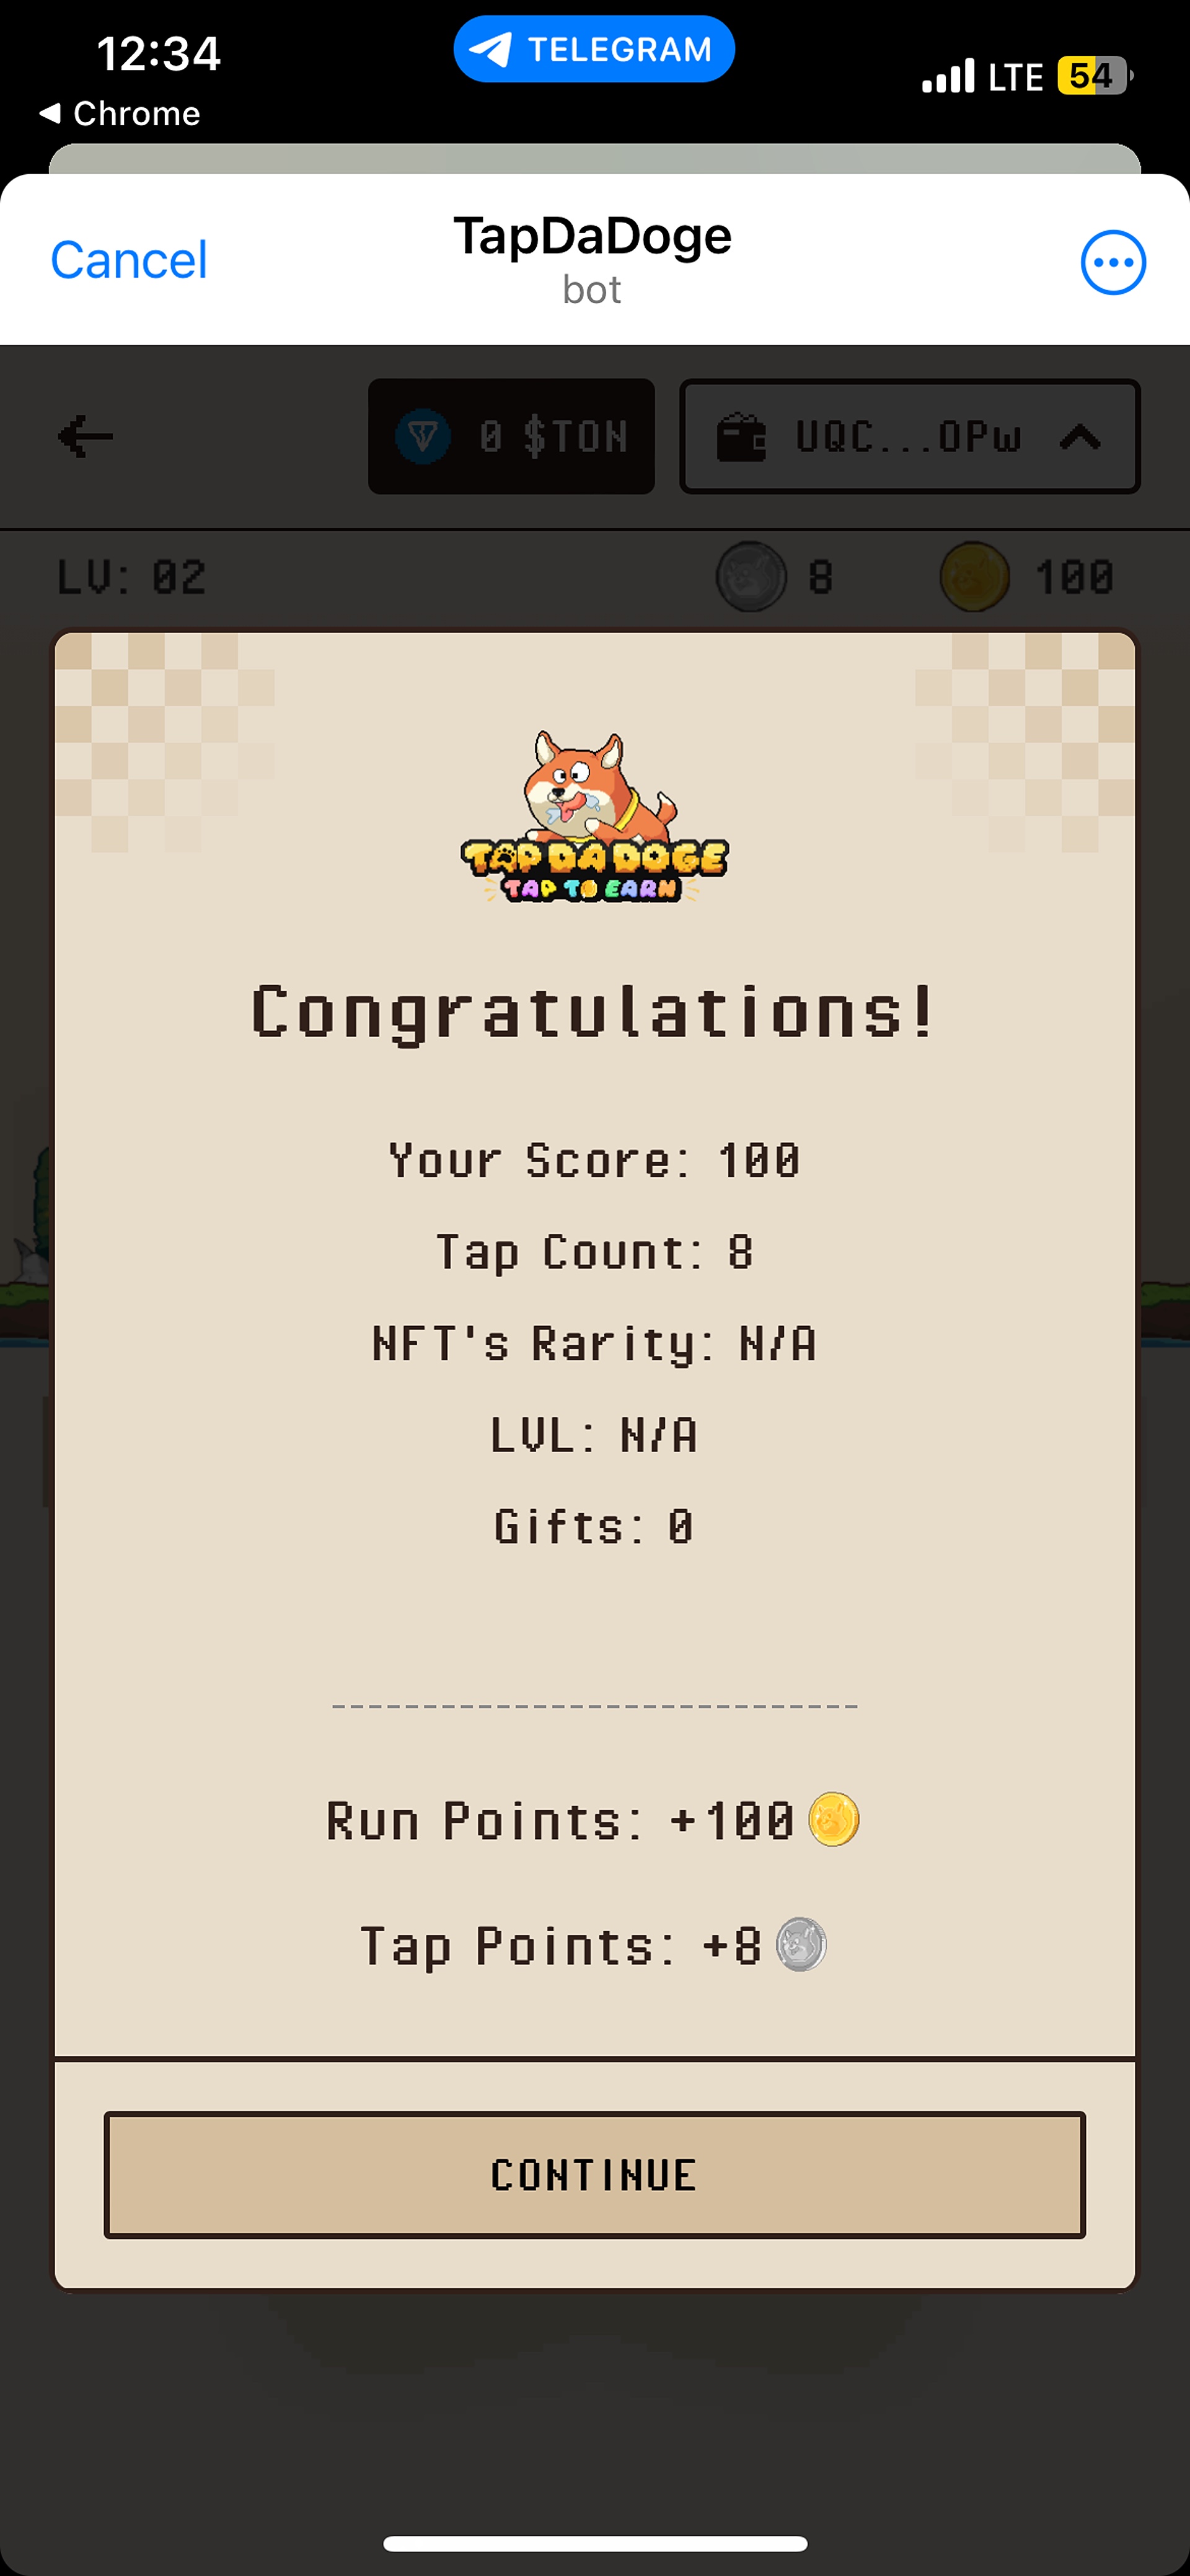 12:34
TELEGRAM
LTE 54
Chrome
Cancel
TapDaDoge
bot
0 $TON
UQC...OPw
LV: 02
8
100
TAP DA DOGE
TAP TO EARN
Congratulations!
Your Score: 100
Tap Count: 8
NFT's Rarity: N/A
LVL: N/A
Gifts: 0
Run Points: +100
Tap Points: +8
CONTINUE